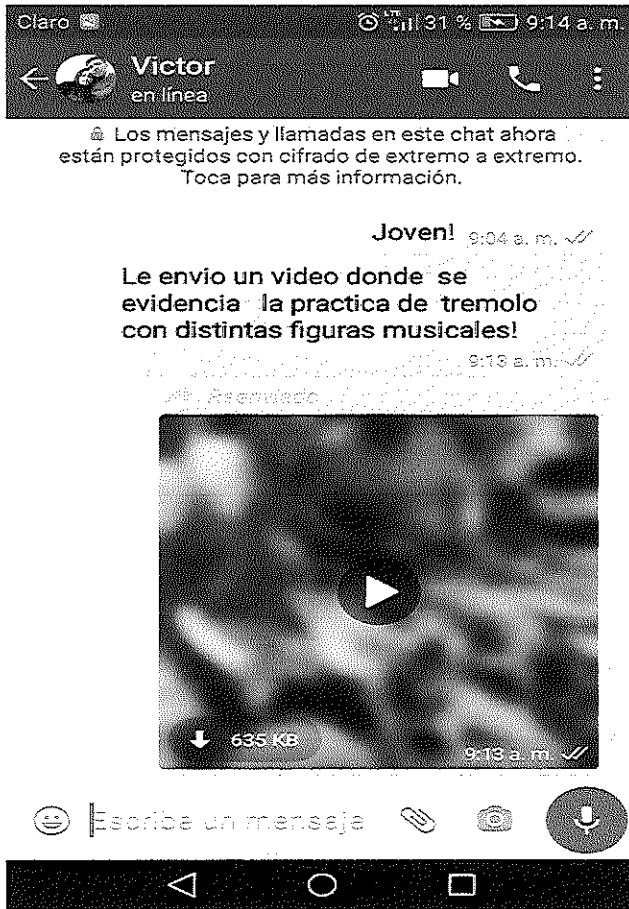 Claro LTE 31 % 9:14 a. m.
Victor
en línea
Los mensajes y llamadas en este chat ahora
están protegidos con cifrado de extremo a extremo.
Toca para más información.
Joven! 9:04 a. m.
Le envio un video donde se
evidencia la practica de tremolo
con distintas figuras musicales!
9:13 a. m.
Reenviado
635 KB 9:13 a. m.
Escribe un mensaje